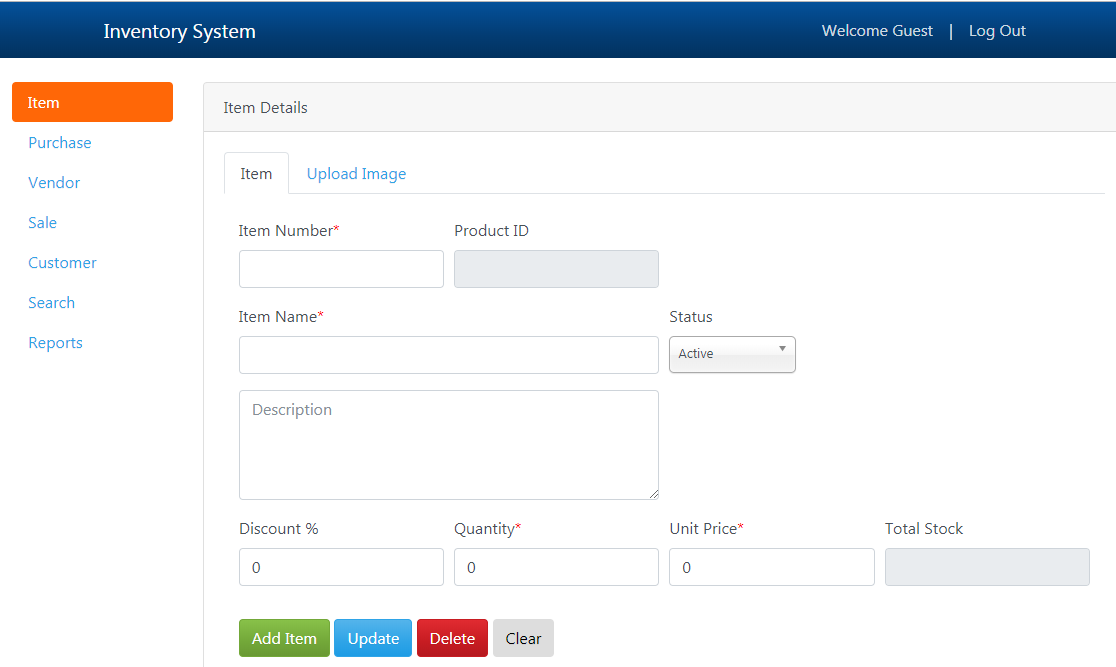 Inventory System
Welcome Guest | Log Out
Item
Purchase
Vendor
Sale
Customer
Search
Reports
Item Details
Item Upload Image
Item Number* Product ID
Item Name* Status
Active
Description
Discount % Quantity* Unit Price* Total Stock
0 0 0
Add Item Update Delete Clear